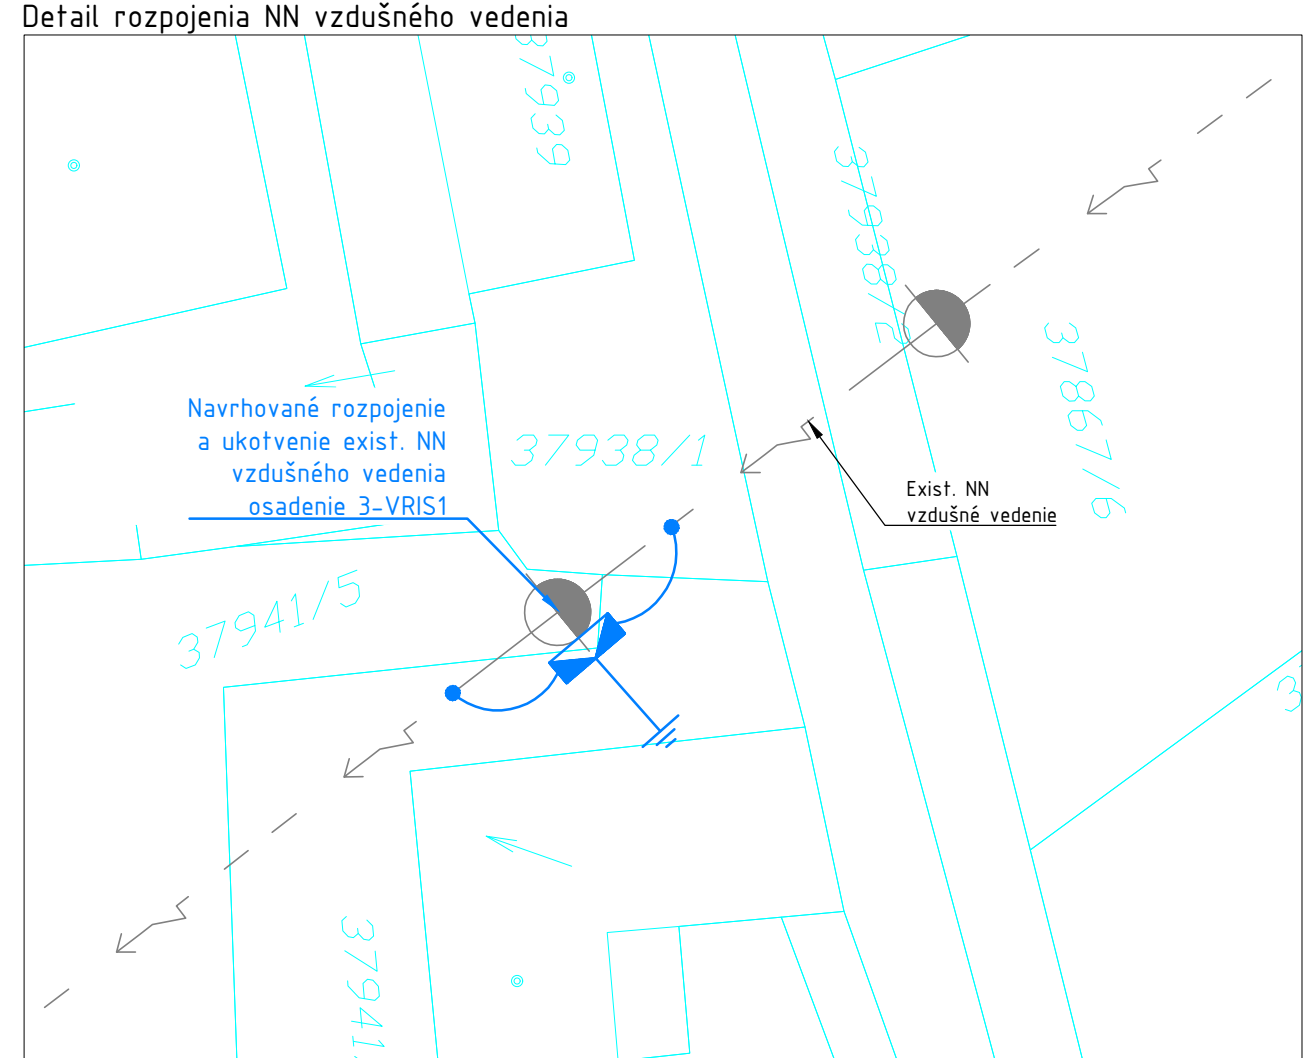 Detail rozpojenia NN vzdušného vedenia
37939
37938/2
37867/6
Navrhované rozpojenie
a ukotvenie exist. NN
vzdušného vedenia
osadenie 3-VRIS1
37938/1
Exist. NN
vzdušné vedenie
37941/5